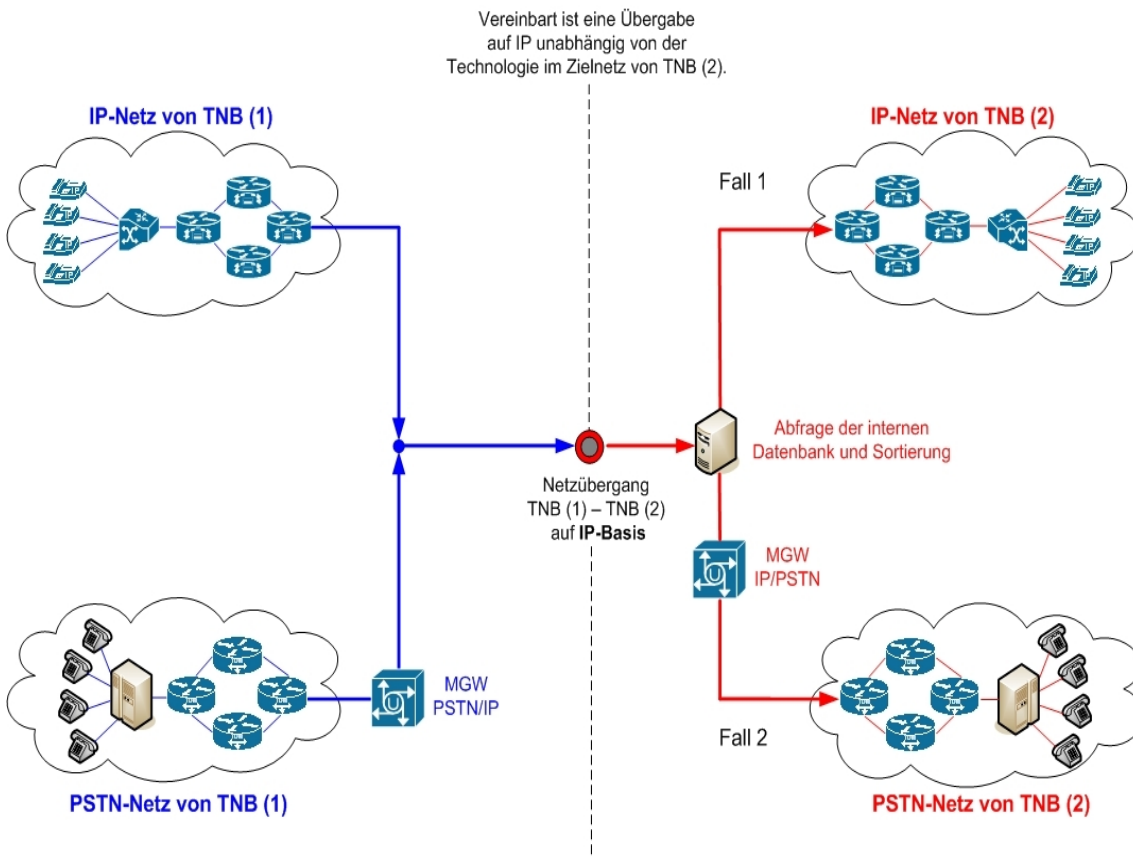 Vereinbart ist eine Übergabe
auf IP unabhängig von der
Technologie im Zielnetz von TNB (2).
IP-Netz von TNB (1)
IP-Netz von TNB (2)
Fall 1
Abfrage der internen
Datenbank und Sortierung
Netzübergang
TNB (1) – TNB (2)
auf IP-Basis
MGW
IP/PSTN
MGW
PSTN/IP
Fall 2
PSTN-Netz von TNB (1)
PSTN-Netz von TNB (2)